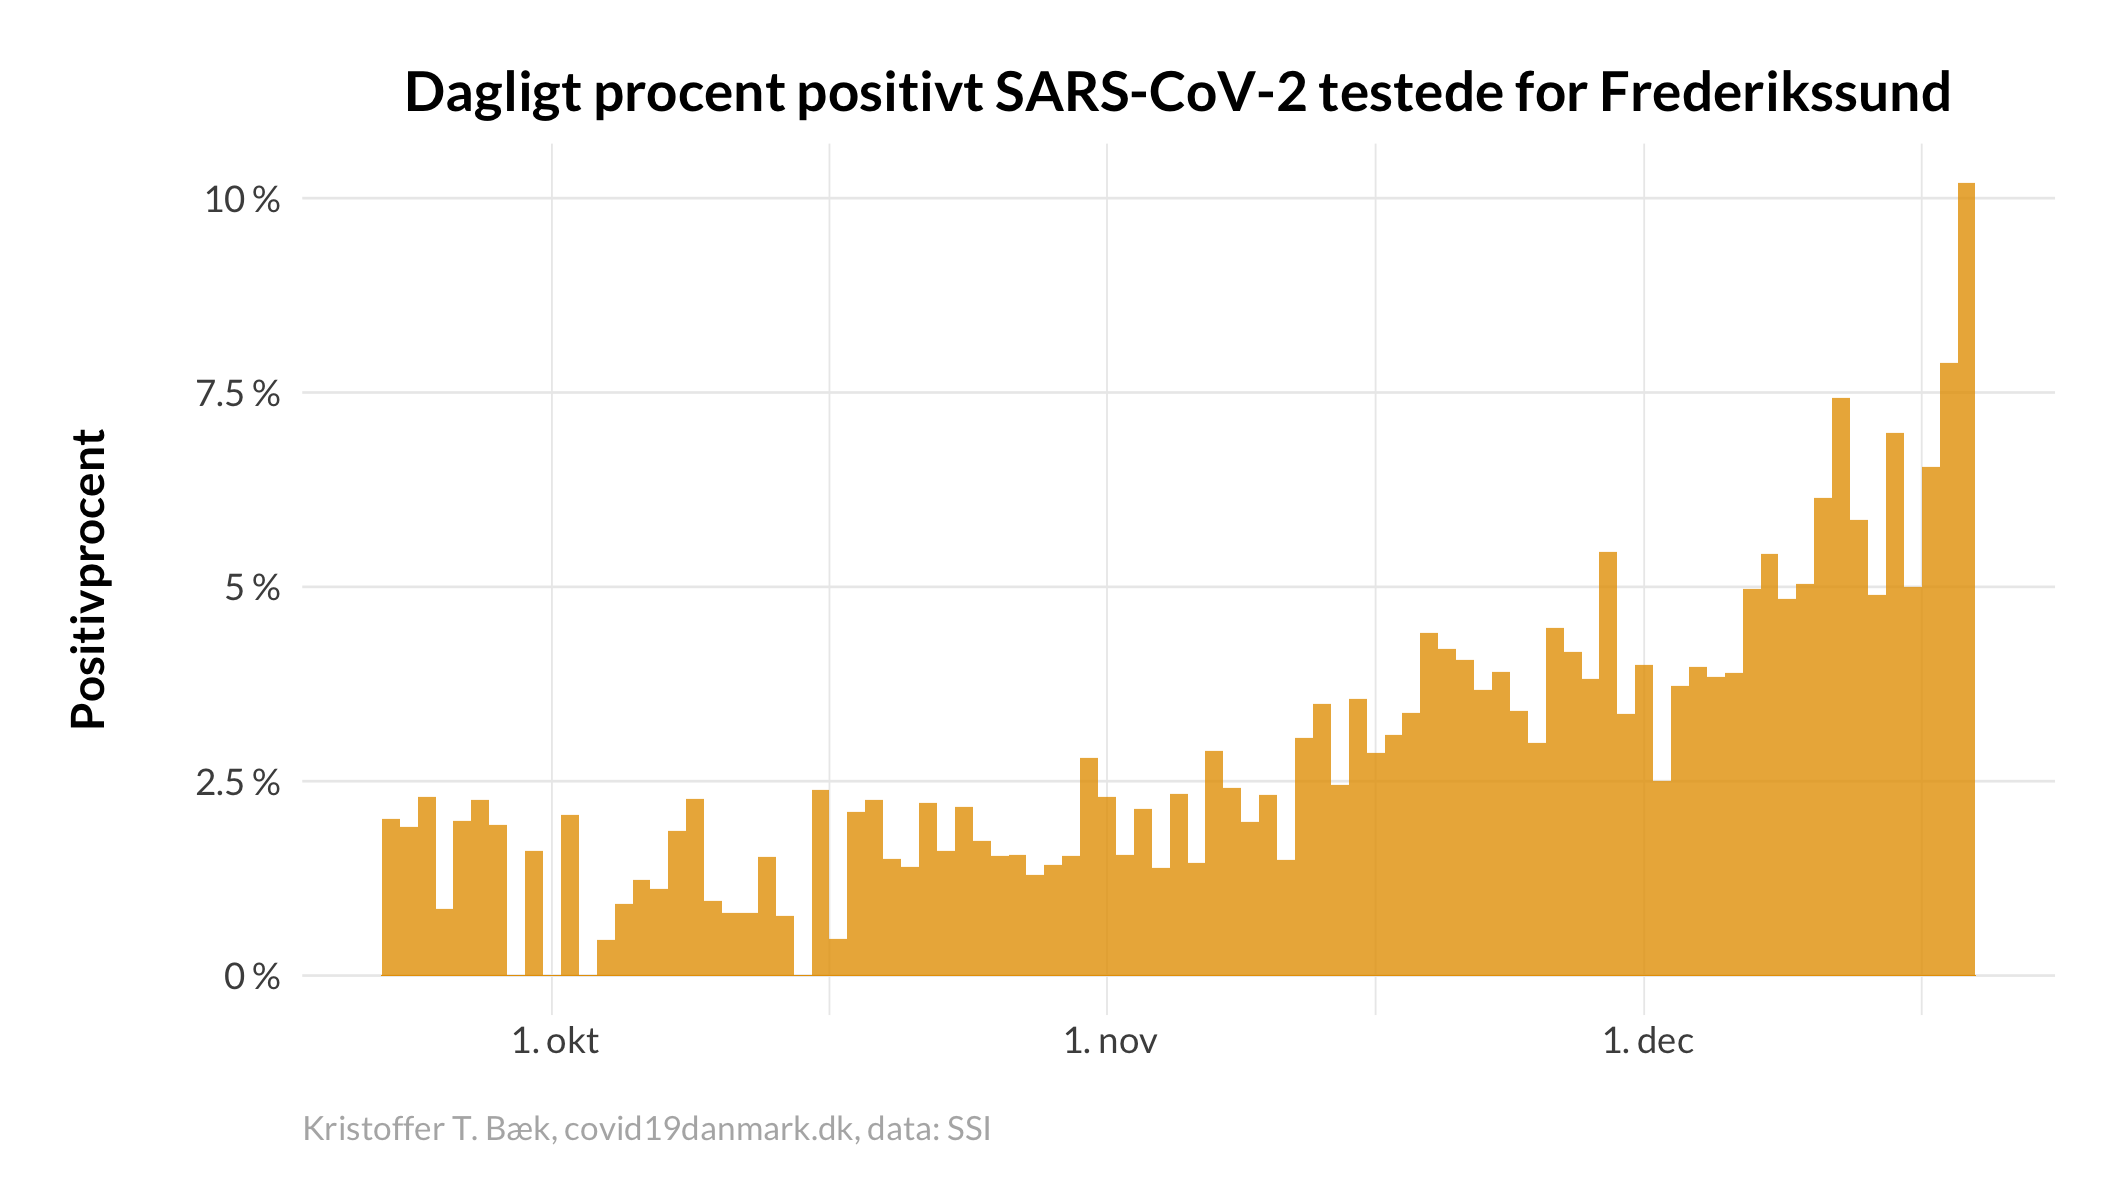 Dagligt procent positivt SARS-CoV-2 testede for Frederikssund
Positivprocent
10 %
7.5 %
5 %
2.5 %
0 %
1. okt
1. nov
1. dec
Kristoffer T. Bæk, covid19danmark.dk, data: SSI